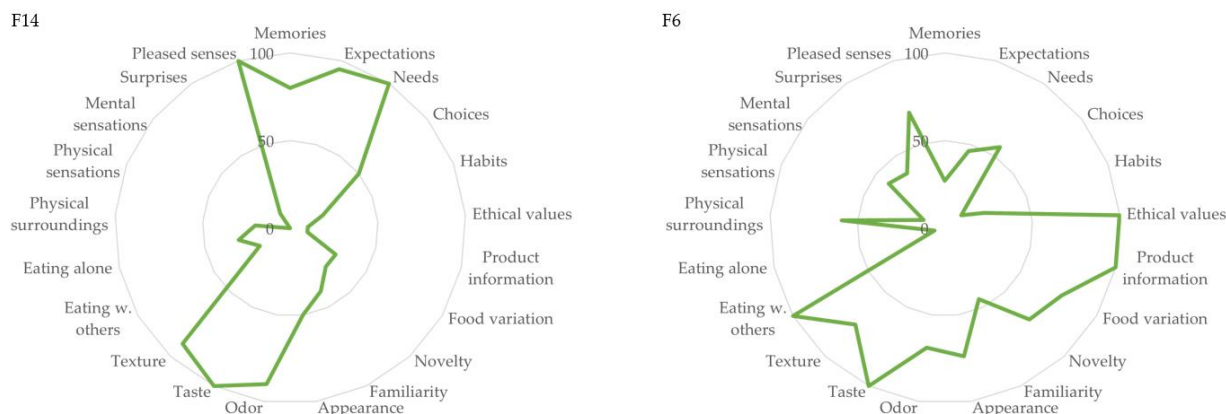 F14
Memories
100
Pleased senses
Expectations
Surprises
Needs
Mental
sensations
Choices
50
Physical
sensations
Habits
Physical
surroundings
0
Ethical values
Eating alone
Product
information
Eating w.
others
Food variation
Texture
Novelty
Taste
Familiarity
Odor
Appearance
F6
Memories
100
Pleased senses
Expectations
Surprises
Needs
Mental
sensations
Choices
50
Physical
sensations
Habits
Physical
surroundings
0
Ethical values
Eating alone
Product
information
Eating w.
others
Food variation
Texture
Novelty
Taste
Familiarity
Odor
Appearance